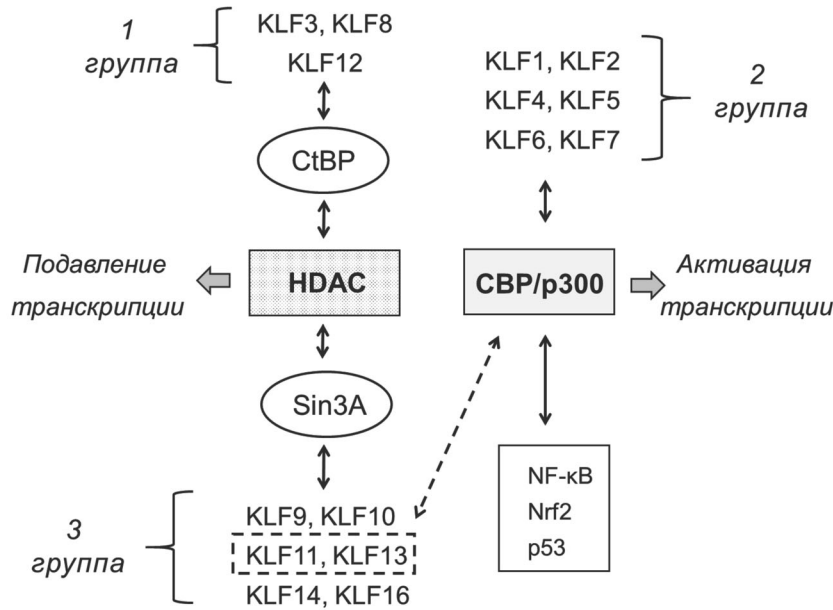 1
группа
KLF3, KLF8
KLF12
CtBP
KLF1, KLF2
KLF4, KLF5
KLF6, KLF7
2
группа
Подавление
транскрипции
HDAC
CBP/p300
Активация
транскрипции
Sin3A
NF-κB
Nrf2
p53
3
группа
KLF9, KLF10
KLF11, KLF13
KLF14, KLF16